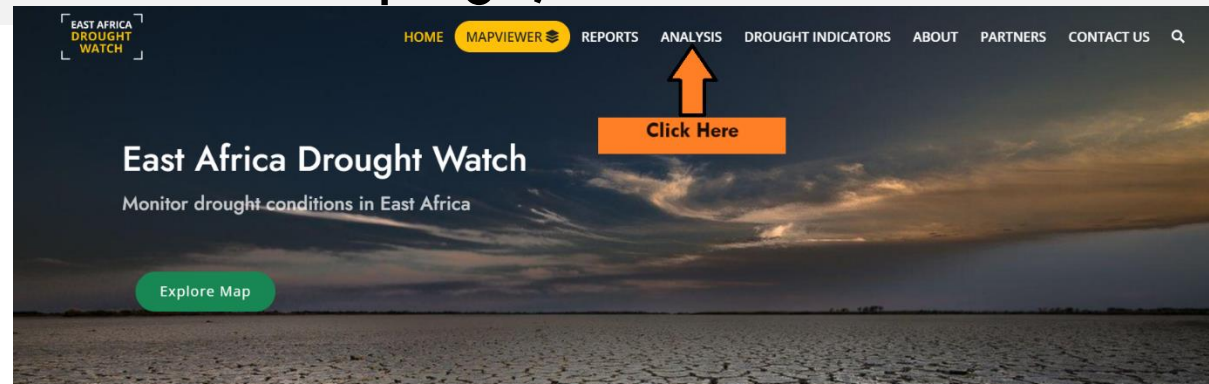 EAST AFRICA
DROUGHT
WATCH
HOME MAPVIEWER REPORTS ANALYSIS DROUGHT INDICATORS ABOUT PARTNERS CONTACT US
Click Here
East Africa Drought Watch
Monitor drought conditions in East Africa
Explore Map